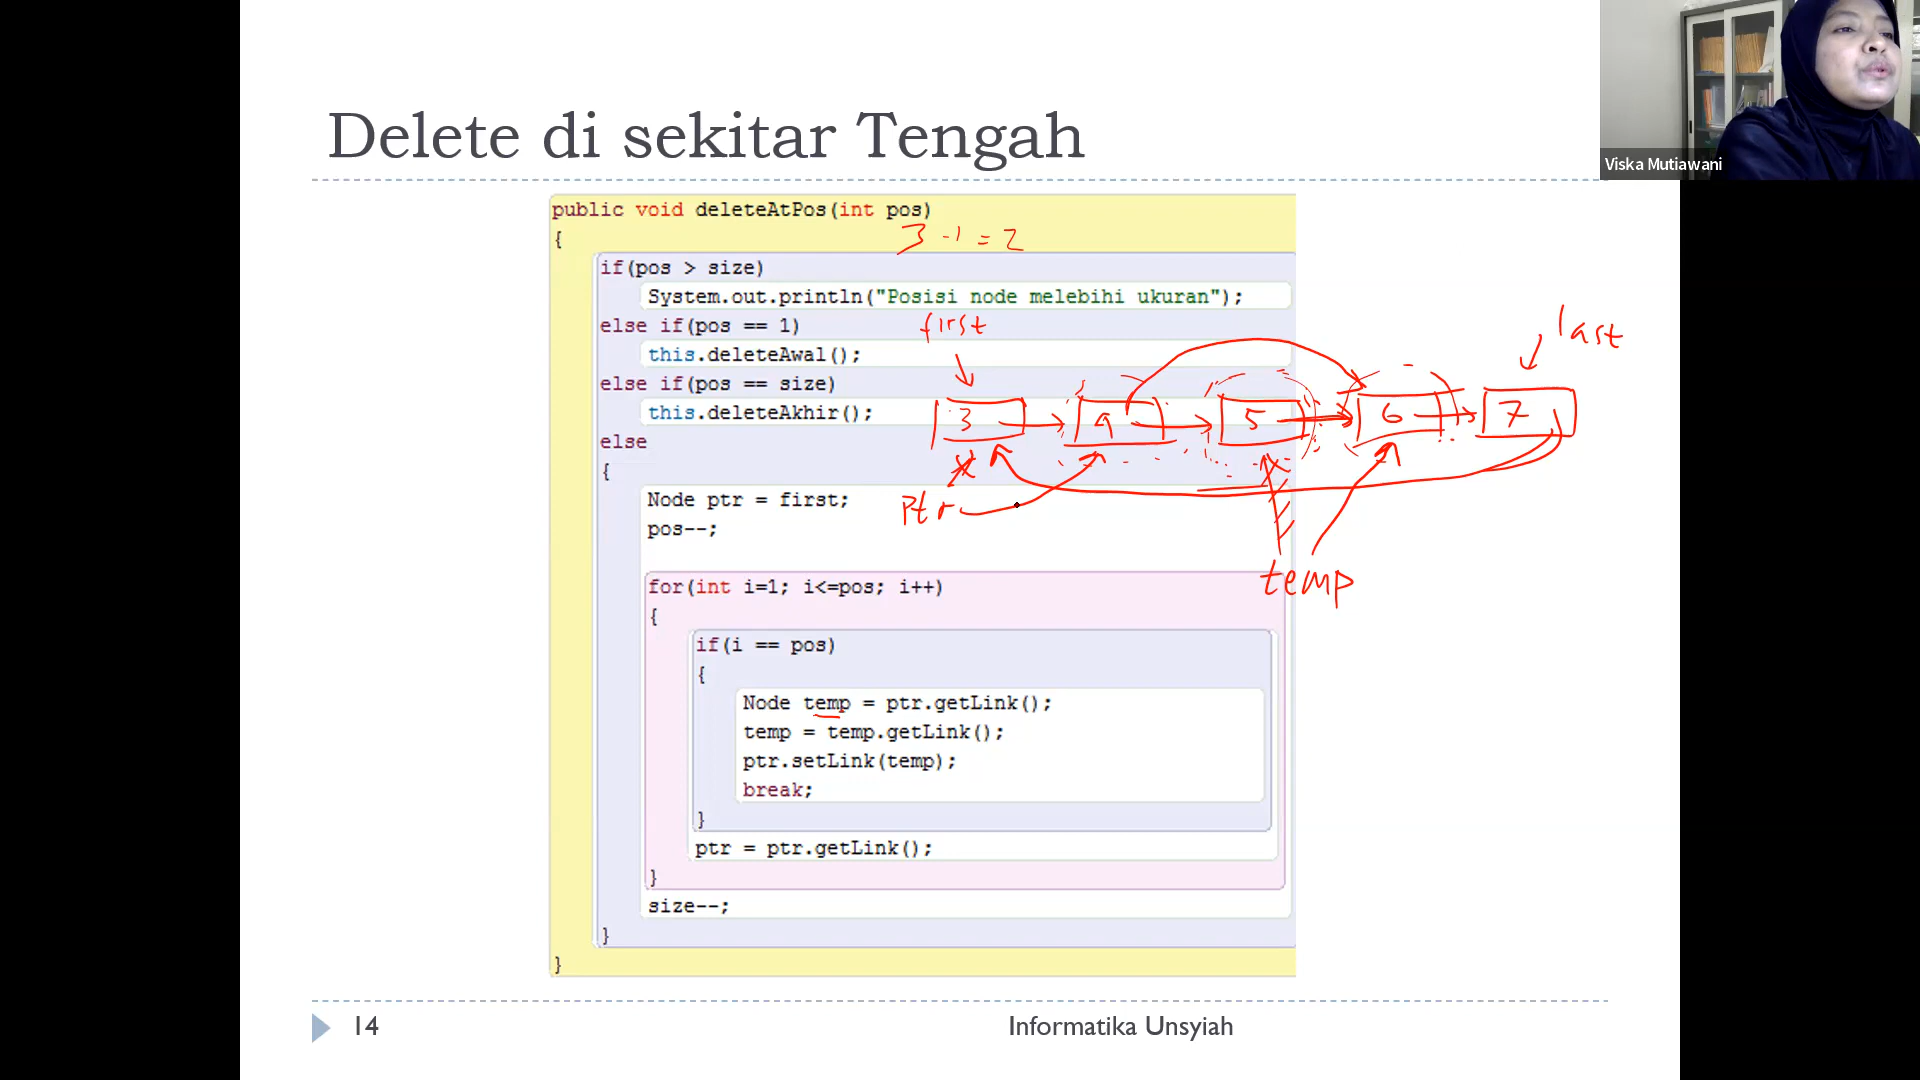 Viska Mutiawani
Delete di sekitar Tengah
public void deleteAtPos(int pos)
{
3 -1 = 2
if(pos > size)
System.out.println("Posisi node melebihi ukuran");
else if(pos == 1)
first
last
this.deleteAwal();
else if(pos == size)
this.deleteAkhir();
3 9 5 6 7
else
{
Node ptr = first;
Ptr
pos--;
temp
for(int i=1; i<=pos; i++)
{
if(i == pos)
{
Node temp = ptr.getLink();
temp = temp.getLink();
ptr.setLink(temp);
break;
}
ptr = ptr.getLink();
}
size--;
}
}
14
Informatika Unsyiah